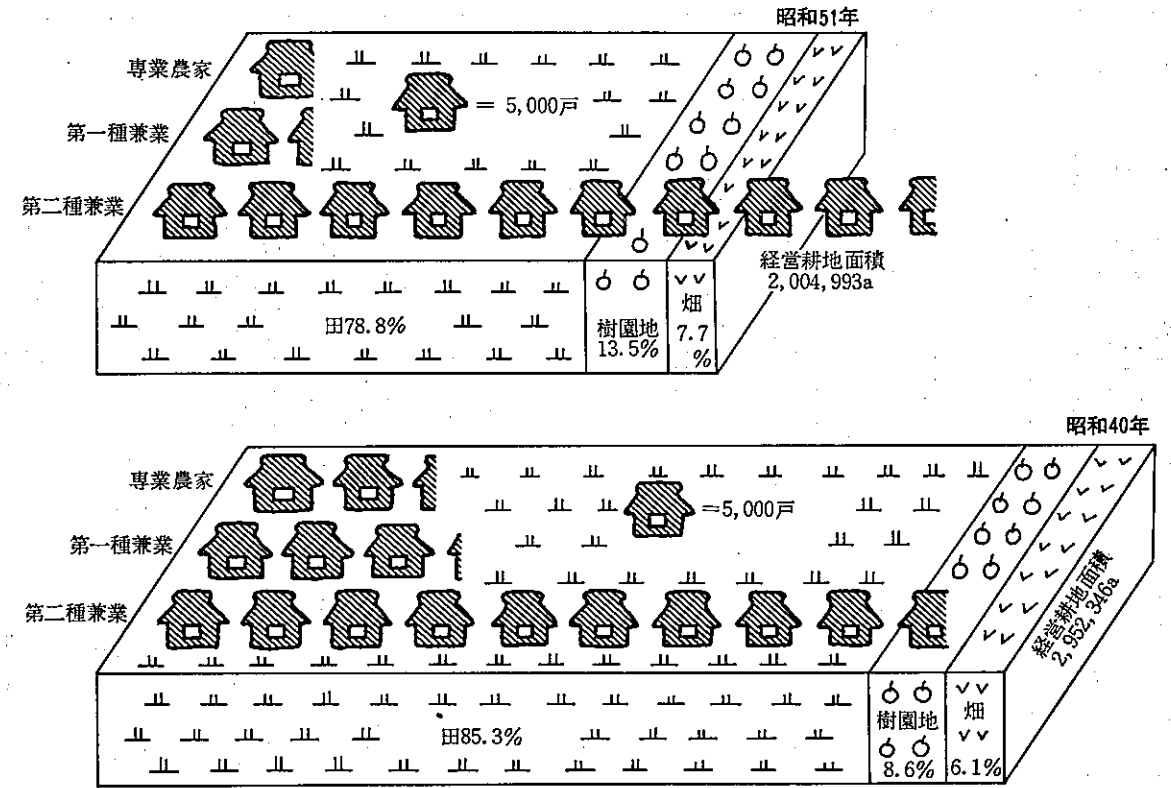 昭和51年
専業農家
= 5,000戸
第一種兼業
第二種兼業
経営耕地面積
2,004,993a
田78.8%
樹園地
13.5%
畑
7.7
%
昭和40年
専業農家
=5,000戸
第一種兼業
第二種兼業
経営耕地面積
2,952,346a
田85.3%
樹園地
8.6%
畑
6.1%